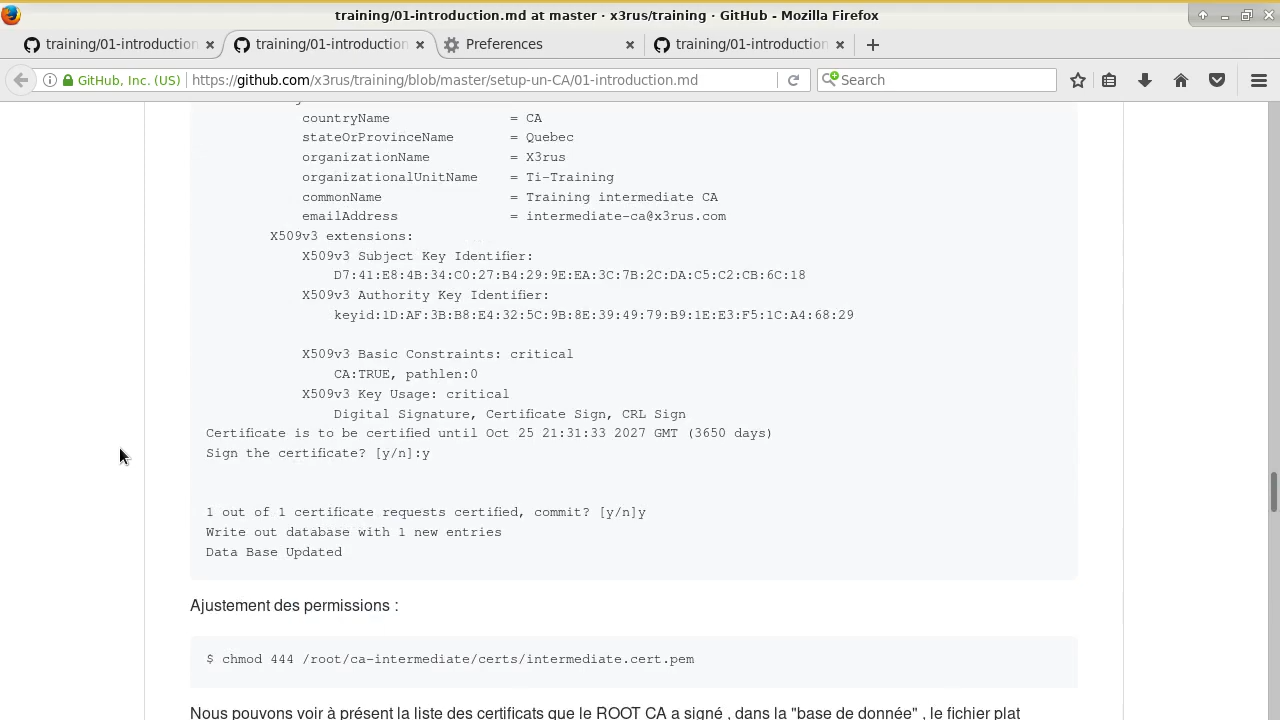 training/01-introduction.md at master · x3rus/training · GitHub - Mozilla Firefox
training/01-introduction
training/01-introduction
Preferences
training/01-introduction
GitHub, Inc. (US)
https://github.com/x3rus/training/blob/master/setup-un-CA/01-introduction.md
Search
countryName = CA
stateOrProvinceName = Quebec
organizationName = X3rus
organizationalUnitName = Ti-Training
commonName = Training intermediate CA
emailAddress = intermediate-ca@x3rus.com
X509v3 extensions:
X509v3 Subject Key Identifier:
D7:41:E8:4B:34:C0:27:B4:29:9E:EA:3C:7B:2C:DA:C5:C2:CB:6C:18
X509v3 Authority Key Identifier:
keyid:1D:AF:3B:B8:E4:32:5C:9B:8E:39:49:79:B9:1E:E3:F5:1C:A4:68:29
X509v3 Basic Constraints: critical
CA:TRUE, pathlen:0
X509v3 Key Usage: critical
Digital Signature, Certificate Sign, CRL Sign
Certificate is to be certified until Oct 25 21:31:33 2027 GMT (3650 days)
Sign the certificate? [y/n]:y
1 out of 1 certificate requests certified, commit? [y/n]y
Write out database with 1 new entries
Data Base Updated
Ajustement des permissions :
$ chmod 444 /root/ca-intermediate/certs/intermediate.cert.pem
Nous pouvons voir à présent la liste des certificats que le ROOT CA a signé , dans la "base de donnée" , le fichier plat